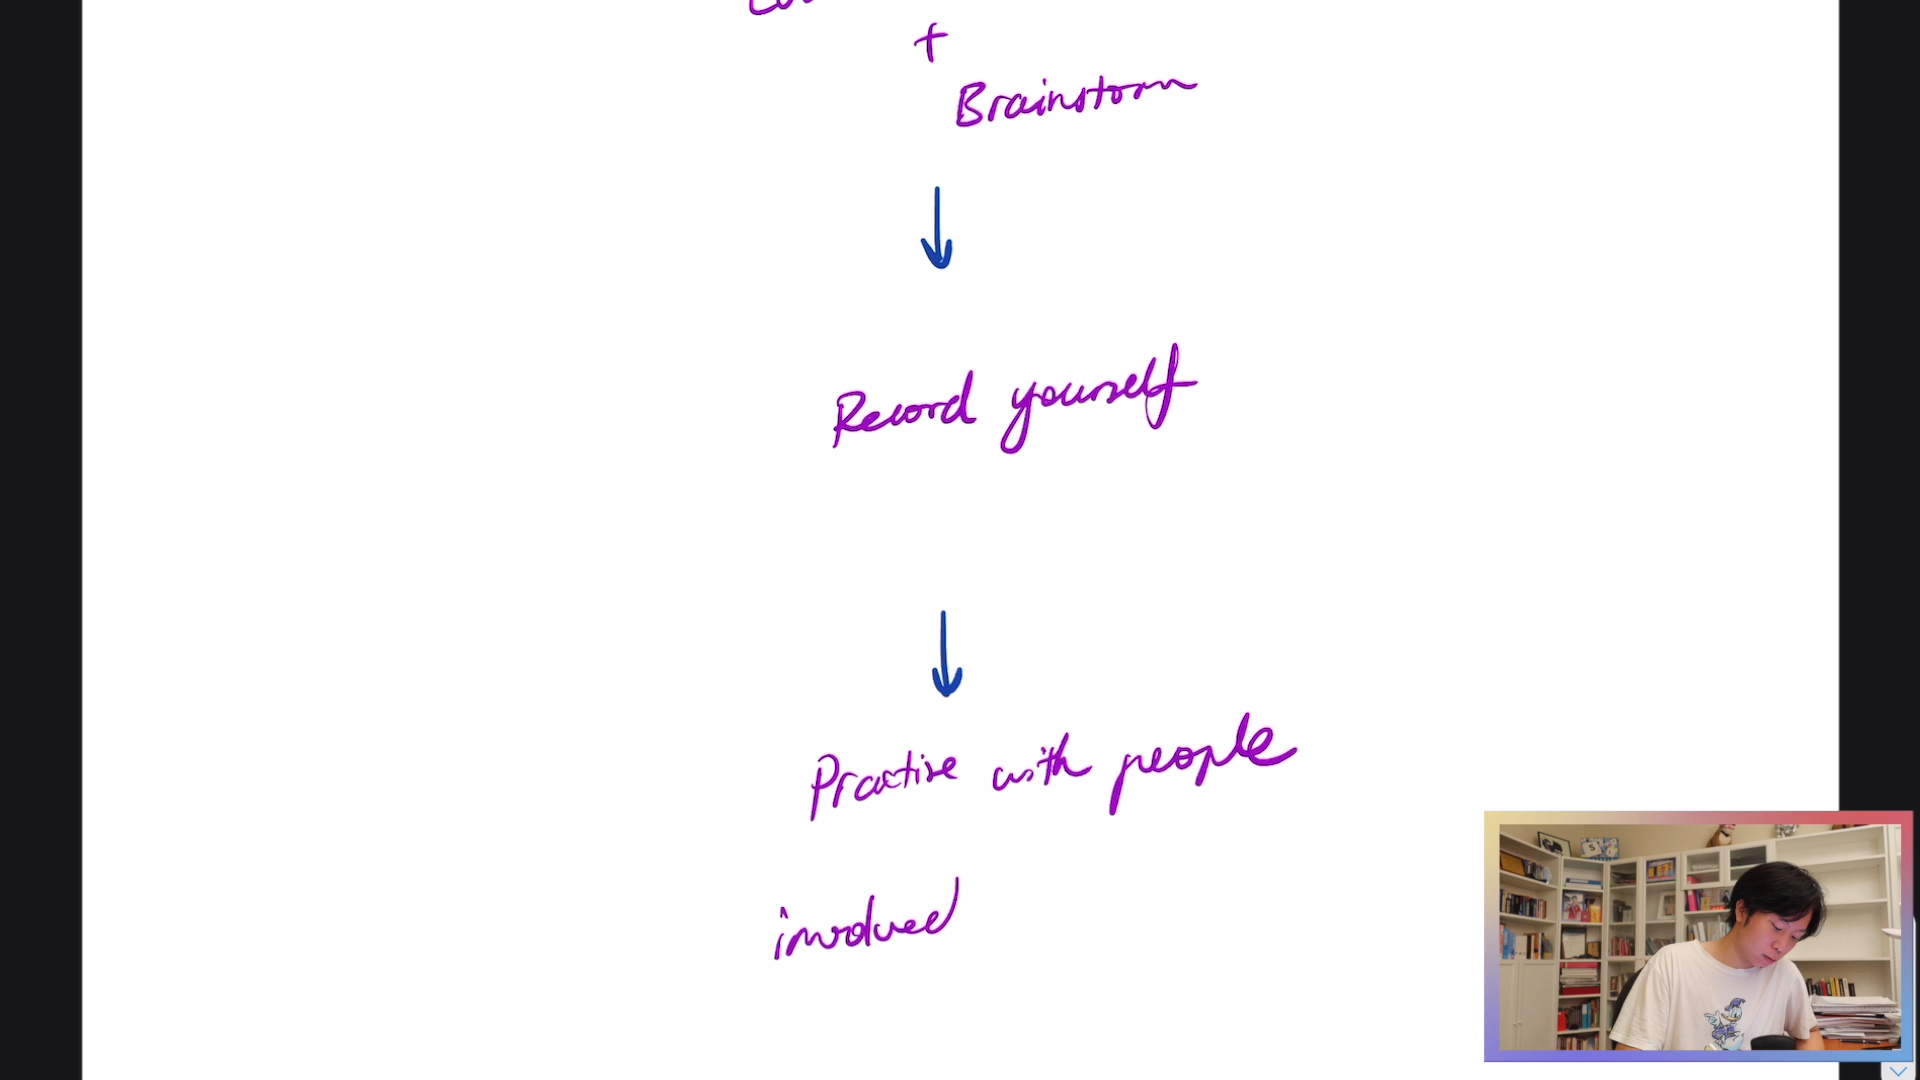 +
Brainstorm
Record yourself
Practise with people
involved